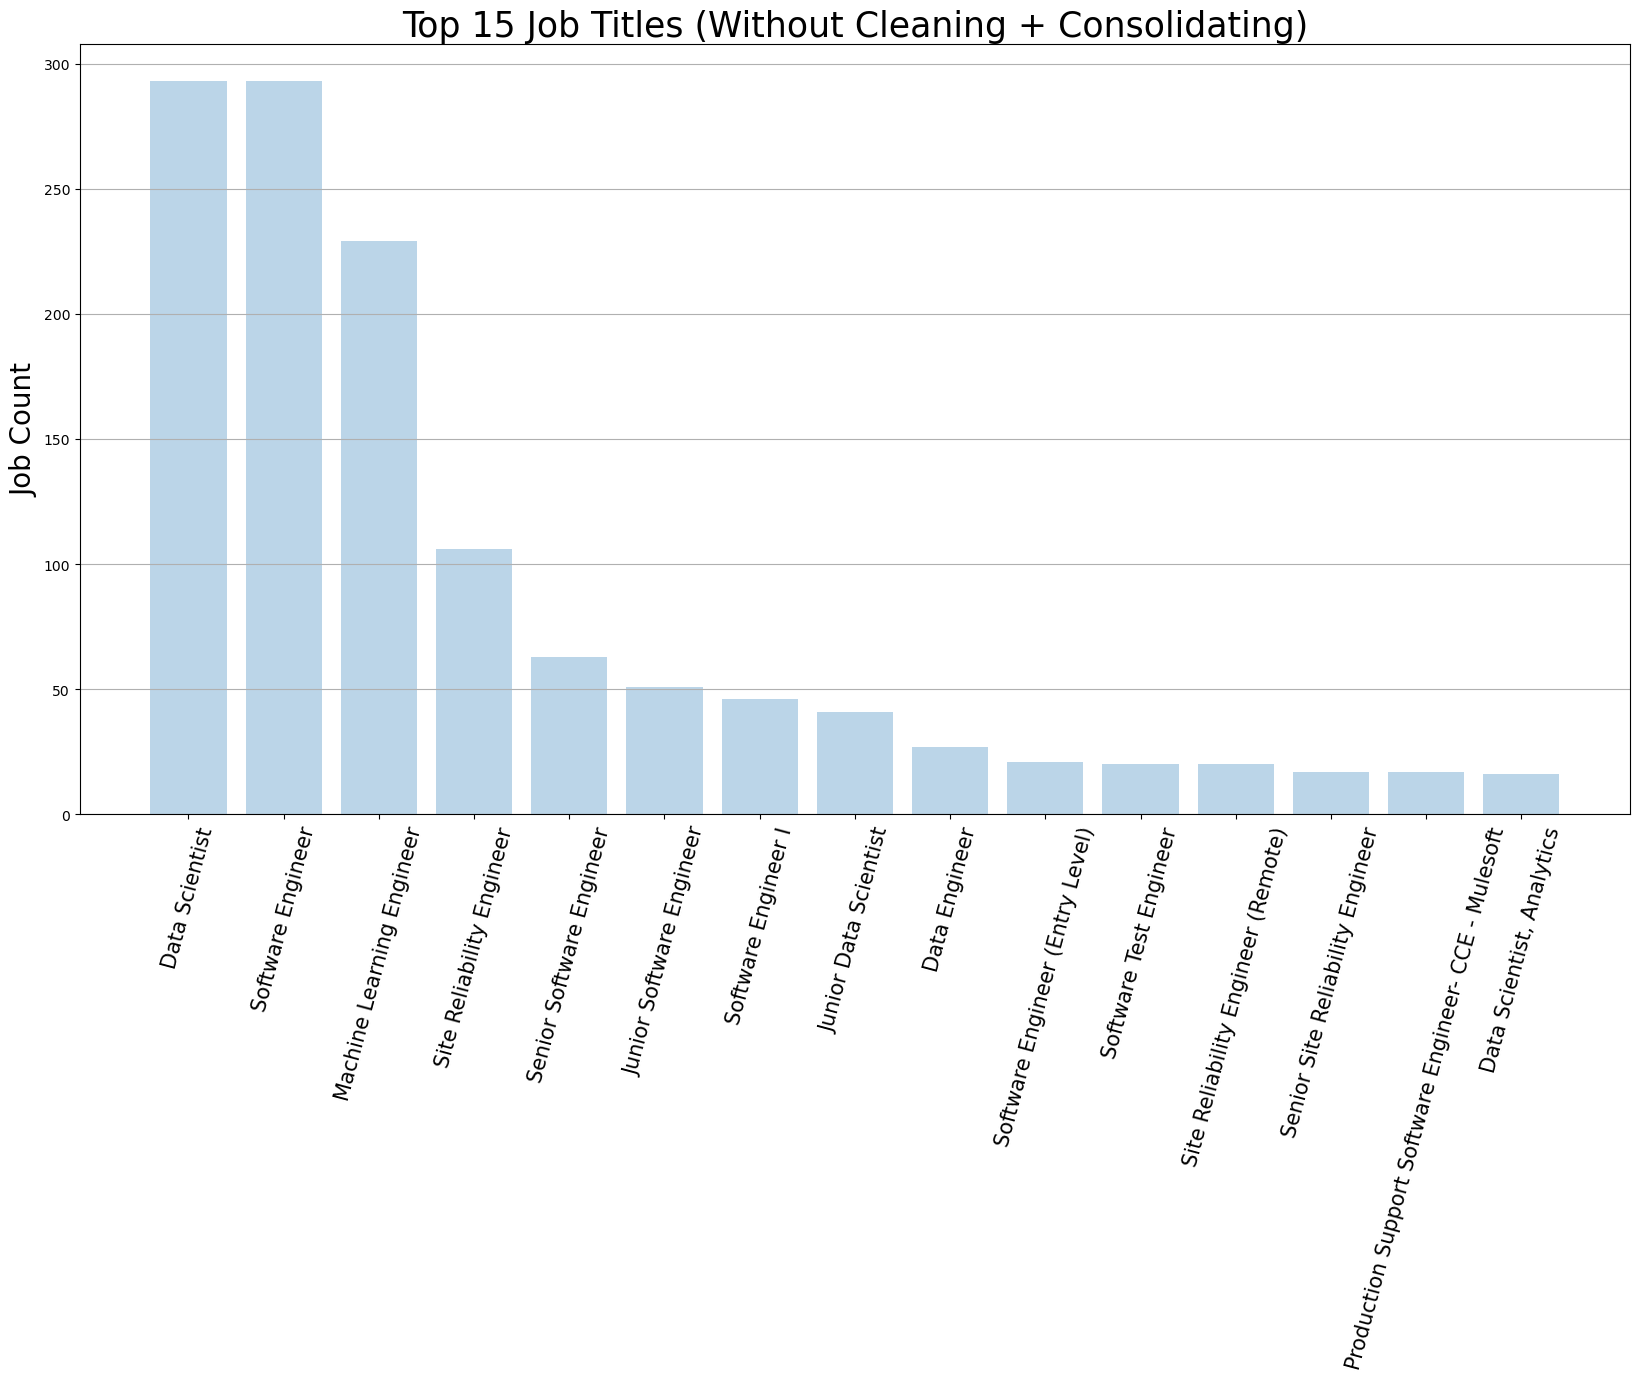 Top 15 Job Titles (Without Cleaning + Consolidating)
Job Count
300
250
200
150
100
50
0
Data Scientist
Software Engineer
Machine Learning Engineer
Site Reliability Engineer
Senior Software Engineer
Junior Software Engineer
Software Engineer I
Junior Data Scientist
Data Engineer
Software Engineer (Entry Level)
Software Test Engineer
Site Reliability Engineer (Remote)
Senior Site Reliability Engineer
Production Support Software Engineer- CCE - Mulesoft
Data Scientist, Analytics